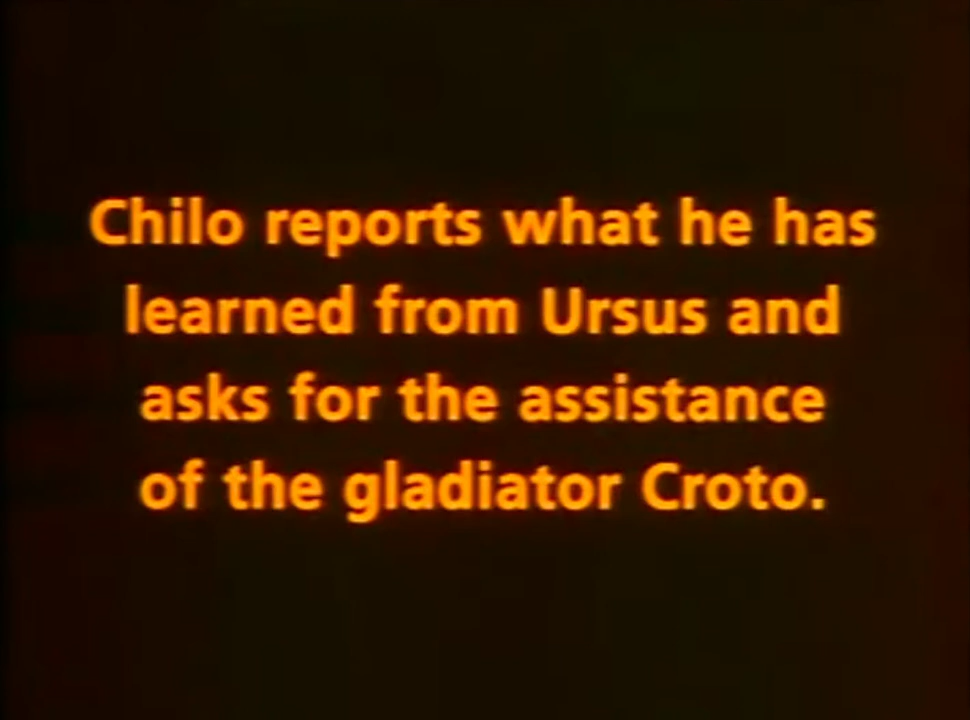 Chilo reports what he has
learned from Ursus and
asks for the assistance
of the gladiator Croto.